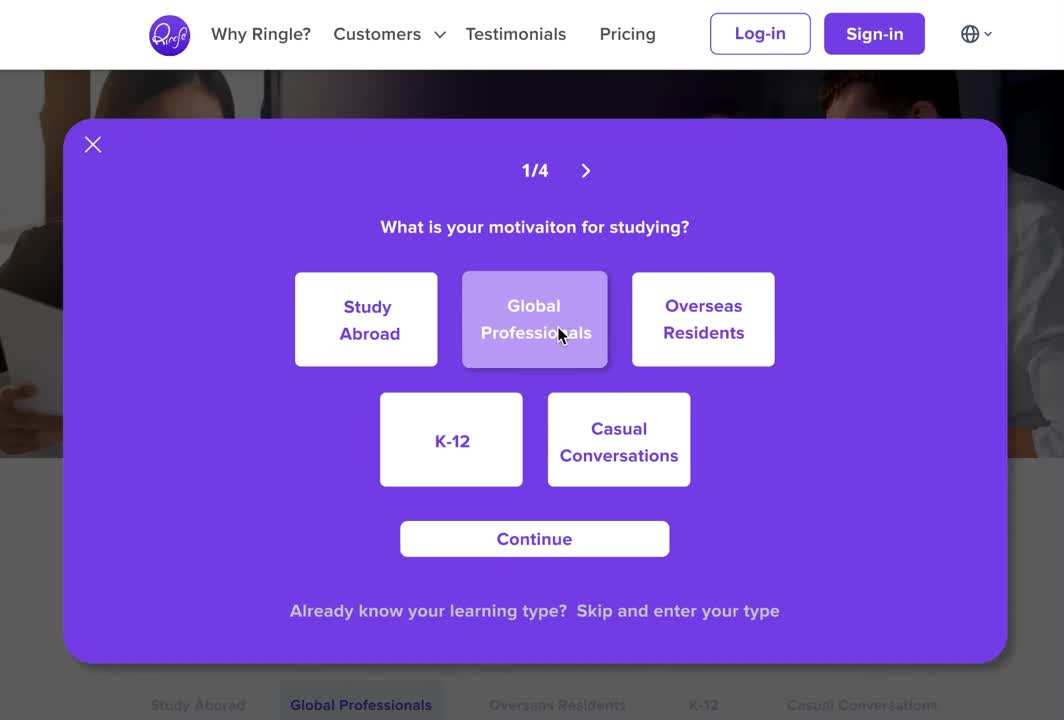 Ringle
Why Ringle?
Customers
Testimonials
Pricing
Log-in
Sign-in
1/4
What is your motivaiton for studying?
Study
Abroad
Global
Professionals
Overseas
Residents
K-12
Casual
Conversations
Continue
Already know your learning type? Skip and enter your type
Study Aborad
Global Professionals
Overseas Residents
K-12
Casual Conversations